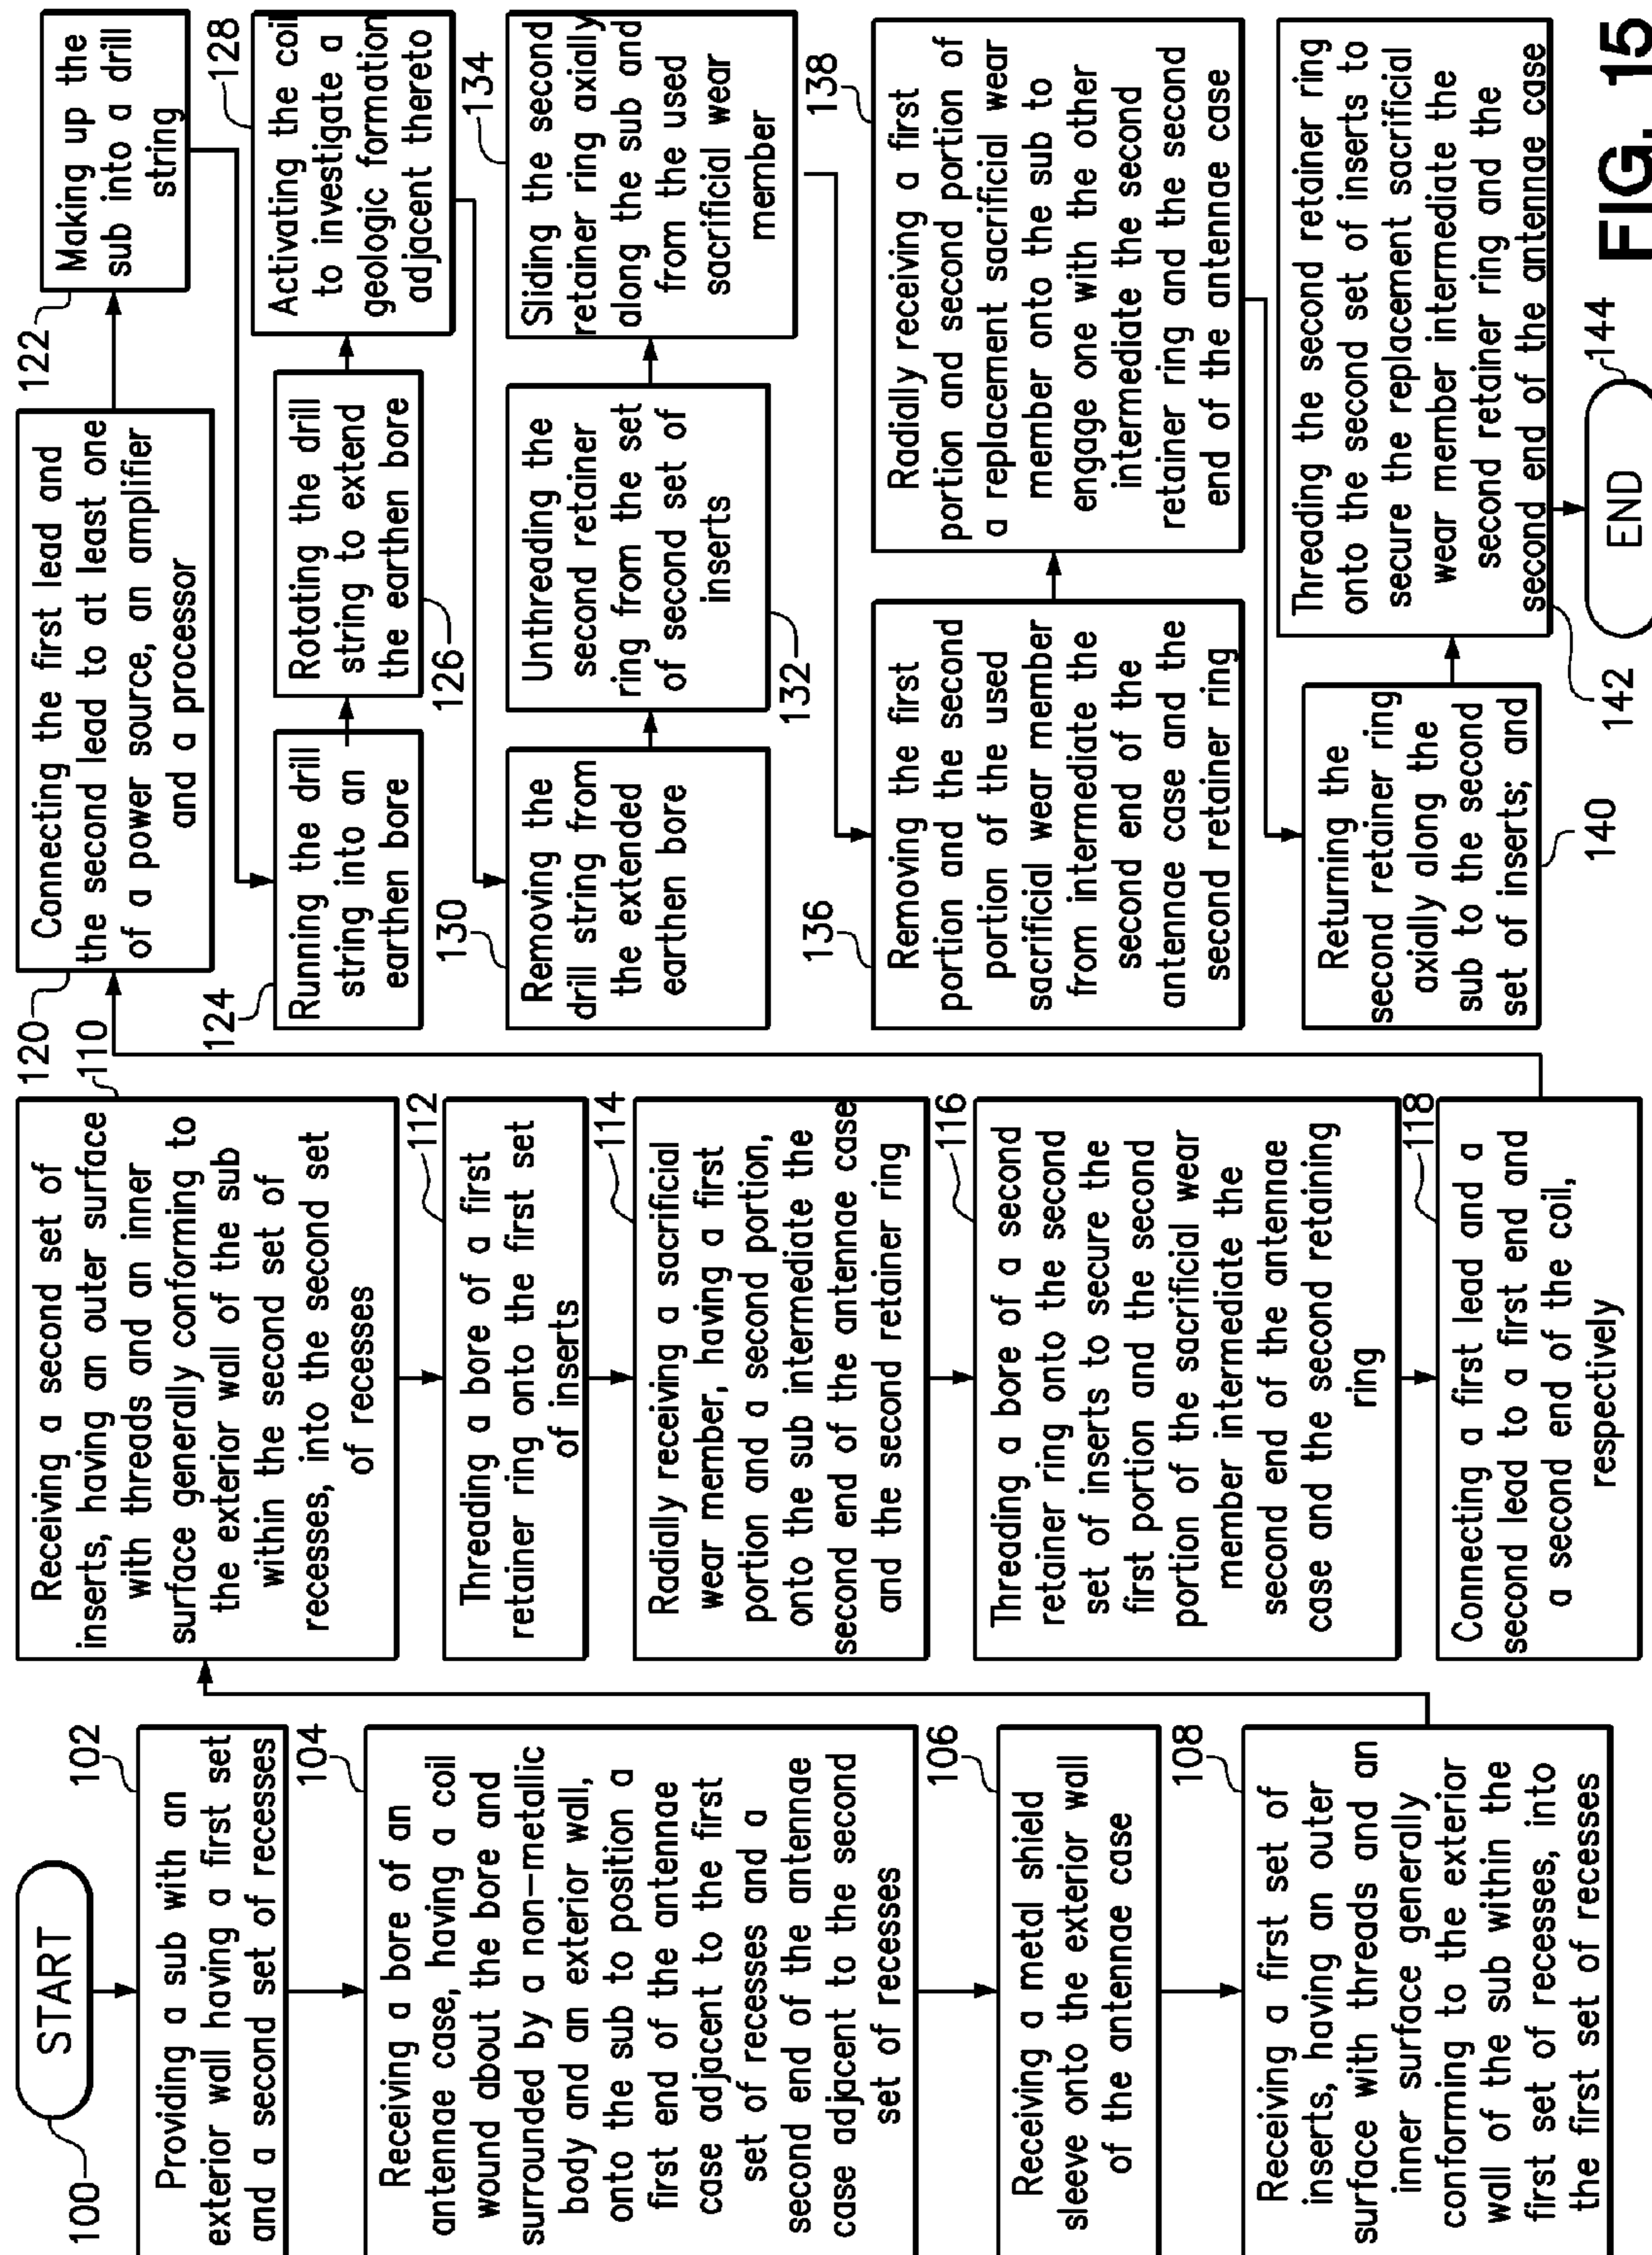 START
100
102
Providing a sub with an
exterior wall having a first set
and a second set of recesses
104
Receiving a bore of an
antennae case, having a coil
wound about the bore and
surrounded by a non-metallic
body and an exterior wall,
onto the sub to position a
first end of the antennae
case adjacent to the first
set of recesses and a
second end of the antennae
case adjacent to the second
set of recesses
106
Receiving a metal shield
sleeve onto the exterior wall
of the antennae case
108
Receiving a first set of
inserts, having an outer
surface with threads and an
inner surface generally
conforming to the exterior
wall of the sub within the
first set of recesses, into
the first set of recesses
110
Receiving a second set of
inserts, having an outer surface
with threads and an inner
surface generally conforming to
the exterior wall of the sub
within the second set of
recesses, into the second set
of recesses
112
Threading a bore of a first
retainer ring onto the first set
of inserts
114
Radially receiving a sacrificial
wear member, having a first
portion and a second portion,
onto the sub intermediate the
second end of the antennae case
and the second retainer ring
116
Threading a bore of a second
retainer ring onto the second
set of inserts to secure the
first portion and the second
portion of the sacrificial wear
member intermediate the
second end of the antennae
case and the second retaining
ring
118
Connecting a first lead and a
second lead to a first end and
a second end of the coil,
respectively
120
Connecting the first lead and
the second lead to at least one
of a power source, an amplifier
and a processor
122
Making up the
sub into a drill
string
124
Running the drill
string into an
earthen bore
126
Rotating the drill
string to extend
the earthen bore
128
Activating the coil
to investigate a
geologic formation
adjacent thereto
130
Removing the
drill string from
the extended
earthen bore
132
Unthreading the
second retainer
ring from the set
of second set of
inserts
134
Sliding the second
retainer ring axially
along the sub and
from the used
sacrificial wear
member
136
Removing the first
portion and the second
portion of the used
sacrificial wear member
from intermediate the
second end of the
antennae case and the
second retainer ring
138
Radially receiving a first
portion and second portion of
a replacement sacrificial wear
member onto the sub to
engage one with the other
intermediate the second
retainer ring and the second
end of the antennae case
140
Returning the
second retainer ring
axially along the
sub to the second
set of inserts; and
142
Threading the second retainer ring
onto the second set of inserts to
secure the replacement sacrificial
wear member intermediate the
second retainer ring and the
second end of the antennae case
144
END
FIG. 15